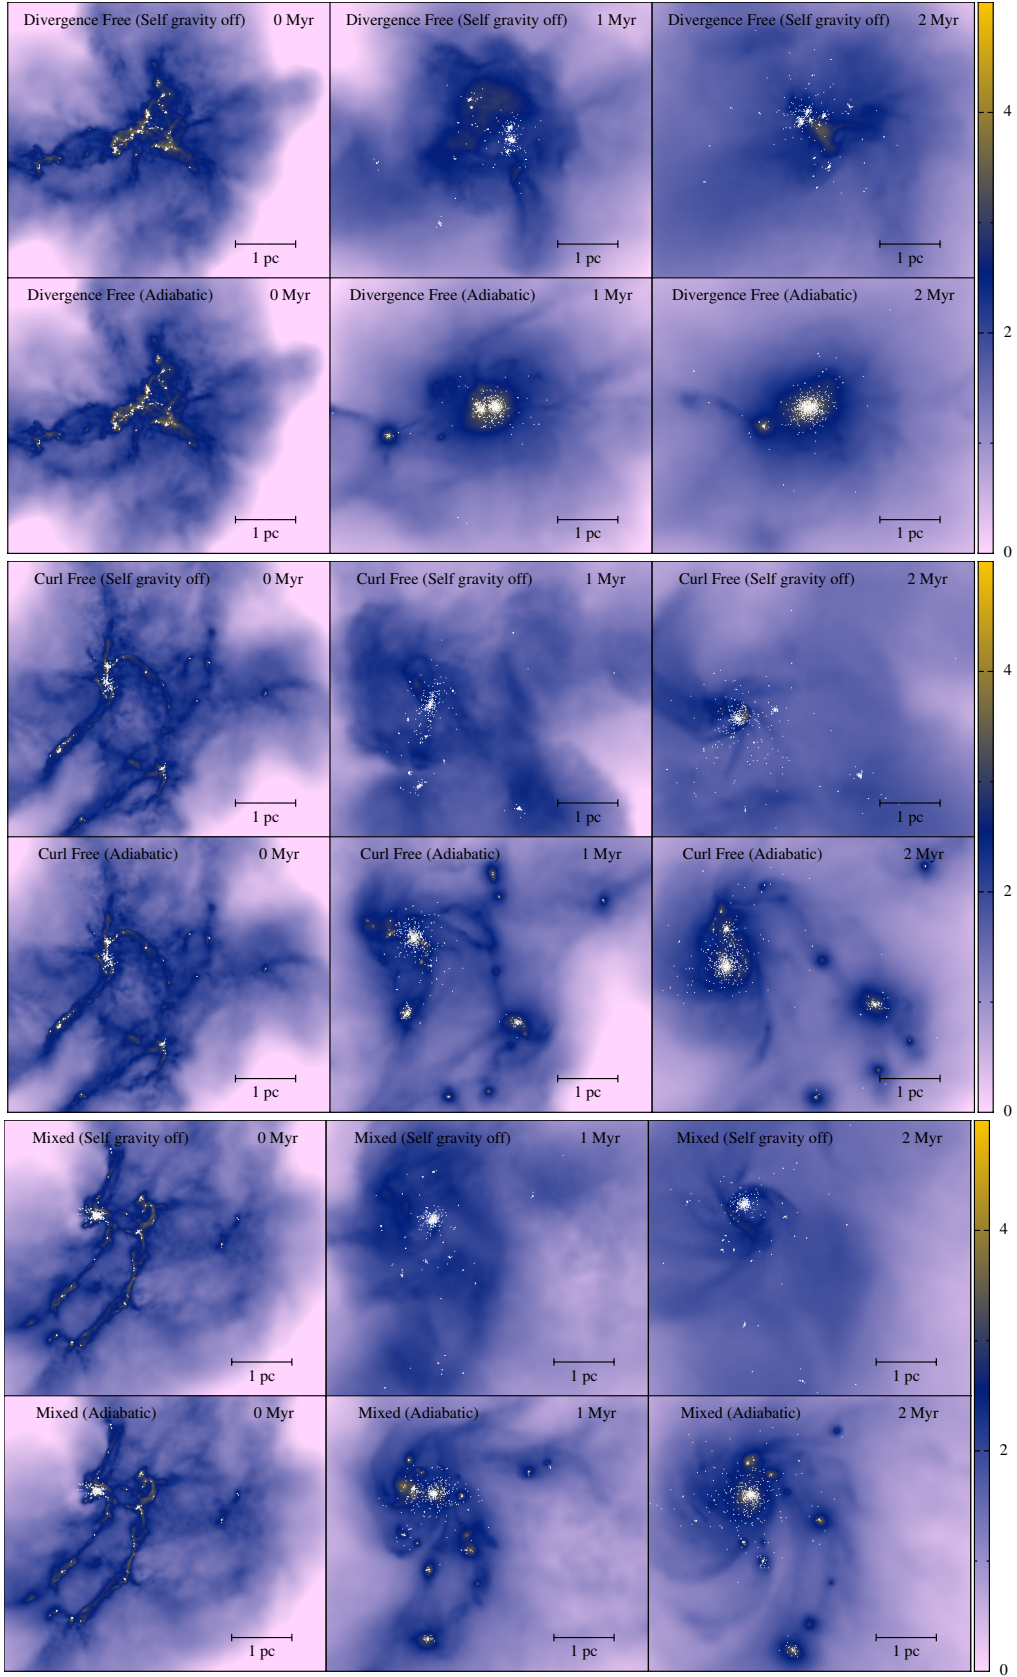 Divergence Free (Self gravity off) 0 Myr Divergence Free (Self gravity off) 1 Myr Divergence Free (Self gravity off) 2 Myr
4
1 pc 1 pc 1 pc
Divergence Free (Adiabatic) 0 Myr Divergence Free (Adiabatic) 1 Myr Divergence Free (Adiabatic) 2 Myr
2
1 pc 1 pc 1 pc
0
Curl Free (Self gravity off) 0 Myr Curl Free (Self gravity off) 1 Myr Curl Free (Self gravity off) 2 Myr
4
1 pc 1 pc 1 pc
Curl Free (Adiabatic) 0 Myr Curl Free (Adiabatic) 1 Myr Curl Free (Adiabatic) 2 Myr
2
1 pc 1 pc 1 pc
0
Mixed (Self gravity off) 0 Myr Mixed (Self gravity off) 1 Myr Mixed (Self gravity off) 2 Myr
4
1 pc 1 pc 1 pc
Mixed (Adiabatic) 0 Myr Mixed (Adiabatic) 1 Myr Mixed (Adiabatic) 2 Myr
2
1 pc 1 pc 1 pc
0